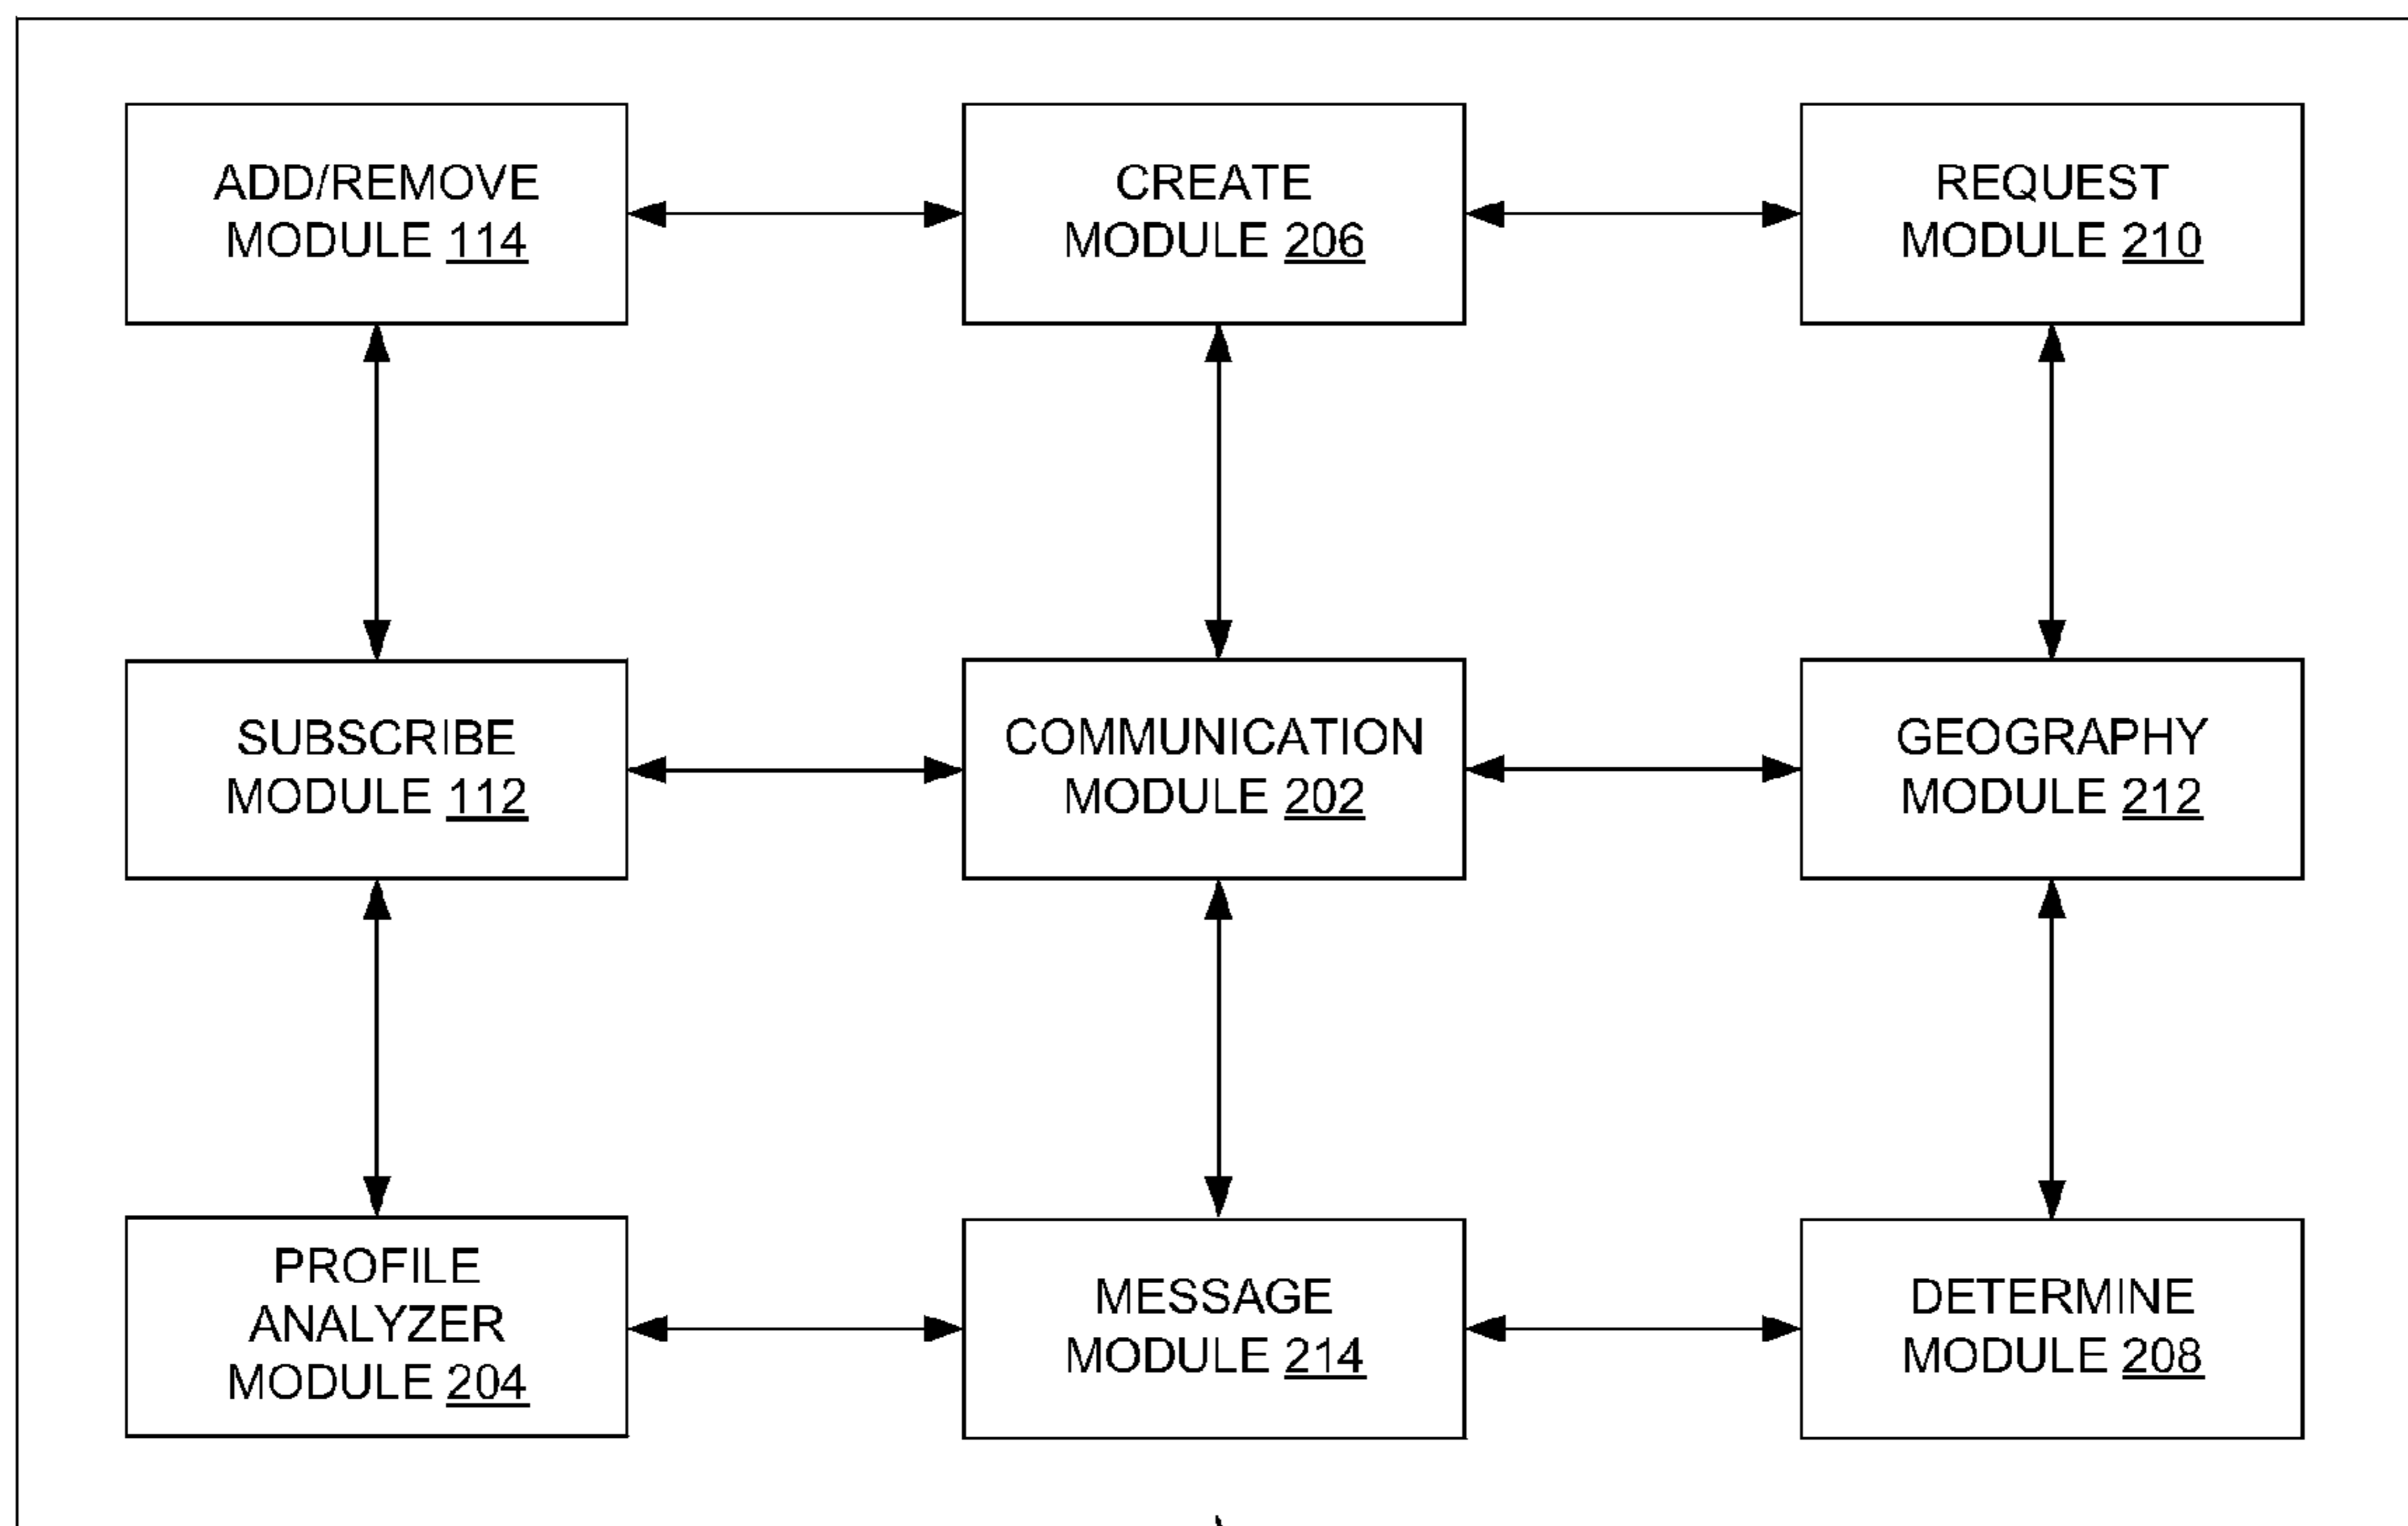 ADD/REMOVE
MODULE 114
CREATE
MODULE 206
REQUEST
MODULE 210
SUBSCRIBE
MODULE 112
COMMUNICATION
MODULE 202
GEOGRAPHY
MODULE 212
PROFILE
ANALYZER
MODULE 204
MESSAGE
MODULE 214
DETERMINE
MODULE 208